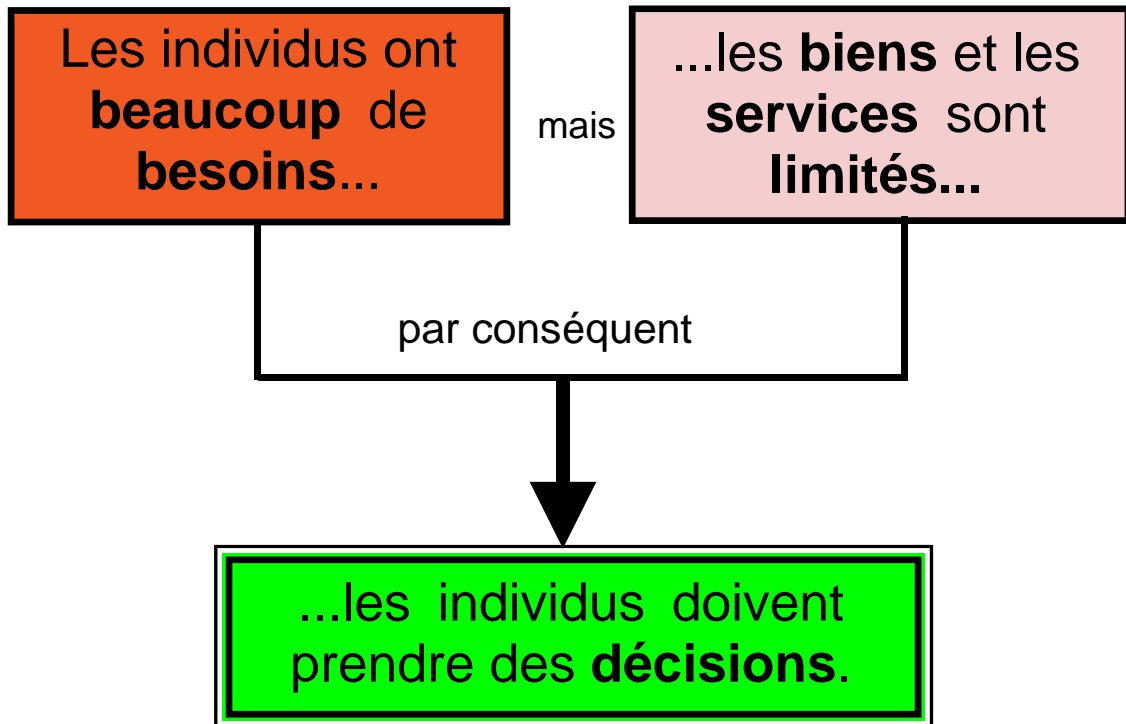 Les individus ont
beaucoup de
besoins...
mais
...les biens et les
services sont
limités...
par conséquent
...les individus doivent
prendre des décisions.